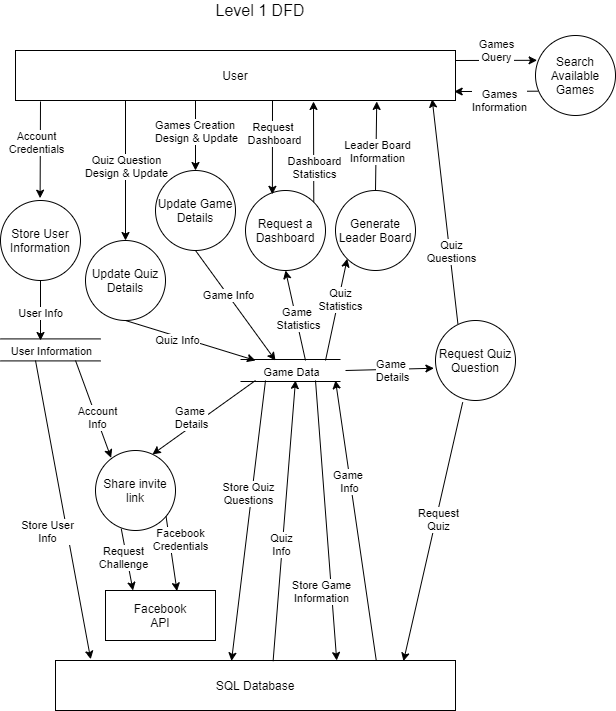 Level 1 DFD
User
Games
Query
Search
Available
Games
Games
Information
Account
Credentials
Quiz Question
Design & Update
Games Creation
Design & Update
Request
Dashboard
Dashboard
Statistics
Leader Board
Information
Store User
Information
Update Quiz
Details
Update Game
Details
Request a
Dashboard
Generate
Leader Board
Quiz
Questions
User Info
Quiz Info
Game Info
Game
Statistics
Quiz
Statistics
User Information
Game Data
Game
Details
Request Quiz
Question
Account
Info
Game
Details
Share invite
link
Store Quiz
Questions
Game
Info
Store User
Info
Request
Challenge
Facebook
Credentials
Quiz
Info
Request
Quiz
Store Game
Information
Facebook
API
SQL Database